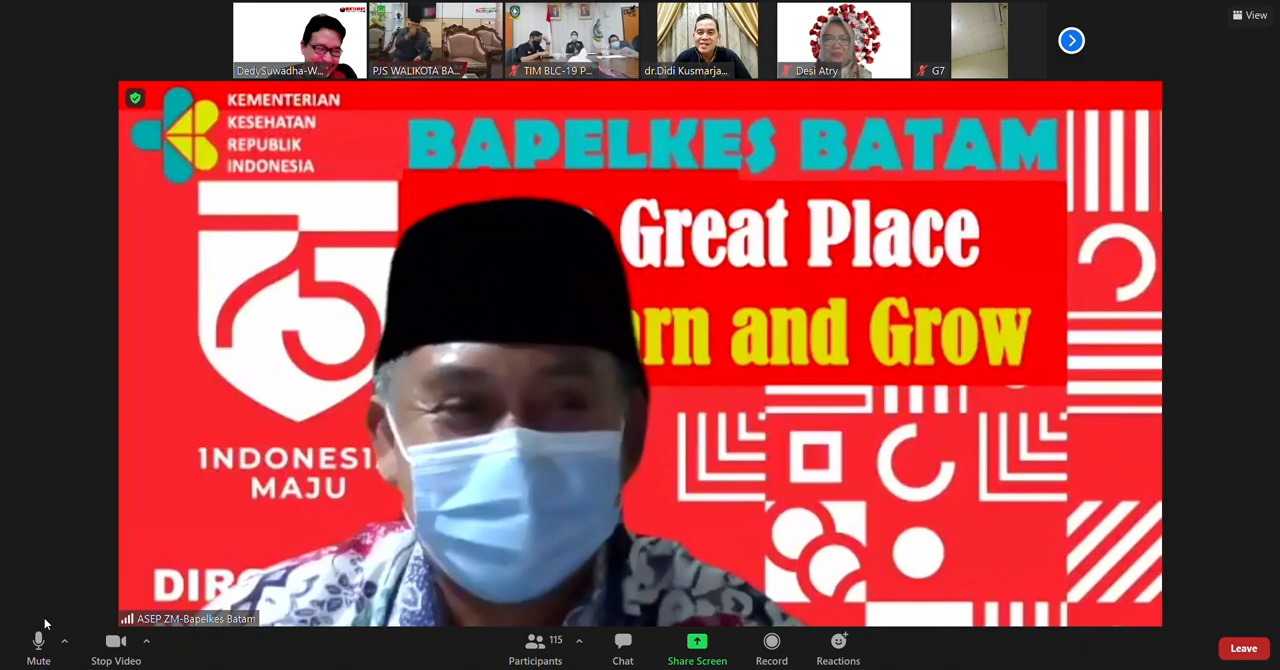 View
DedySuwadha-W...
PJS WALIKOTA BA...
TIM BLC-19 P...
dr.Didi Kusmarja...
Desi Atry
G7
KEMENTERIAN
KESEHATAN
REPUBLIK
INDONESIA
BAPELKES BATAM
Great Place
arn and Grow
75
INDONESI
MAJU
DIR
ASEP ZM-Bapelkes Batam
Mute
Stop Video
115
Participants
Chat
Share Screen
Record
Reactions
Leave